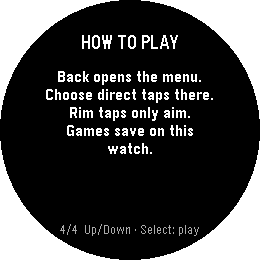 HOW TO PLAY
Back opens the menu.
Choose direct taps there.
Rim taps only aim.
Games save on this
watch.
4/4 Up/Down · Select: play